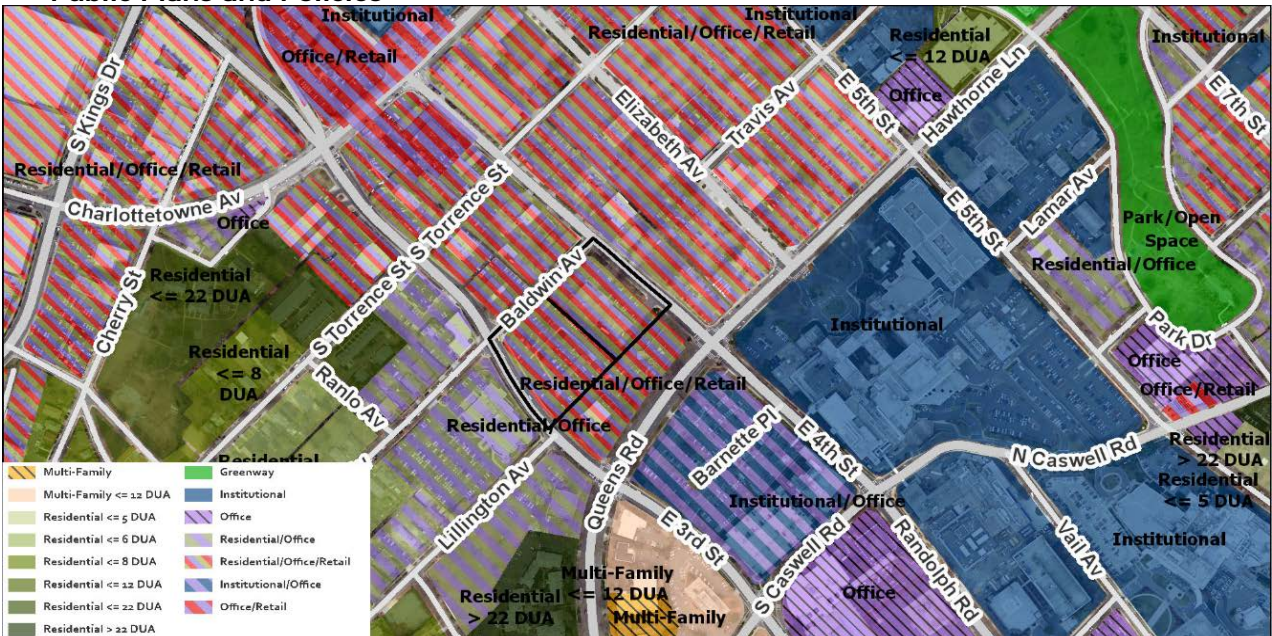 Public Plans and Policies
Institutional
Institutional
Residential/Office/Retail
Office/Retail
Residential
<= 12 DUA
Institutional
Office
S Kings Dr
Elizabeth Av
Travis Av
E 5th St
Hawthorne Ln
E 7th St
Residential/Office/Retail
Charlottetowne Av
Office
S Torrence St
S Torrence St
Baldwin Av
E 5th St
Lamar Av
Park/Open
Space
Residential/Office
Residential
<= 22 DUA
Cherry St
Institutional
Park Dr
Residential
<= 8
DUA
Ranlo Av
Residential/Office/Retail
Office
Office/Retail
Residential/Office
Queens Rd
Barnette Pl
E 4th St
N Caswell Rd
Residential
> 22 DUA
Residential
<= 5 DUA
Residential
Lillington Av
Institutional/Office
E 3rd St
S Caswell Rd
Randolph Rd
Vail Av
Institutional
Multi-Family
<= 12 DUA
Residential
> 22 DUA
Multi-Family
Office
Multi-Family
Multi-Family <= 12 DUA
Residential <= 5 DUA
Residential <= 6 DUA
Residential <= 8 DUA
Residential <= 12 DUA
Residential <= 22 DUA
Residential > 22 DUA
Greenway
Institutional
Office
Residential/Office
Residential/Office/Retail
Institutional/Office
Office/Retail